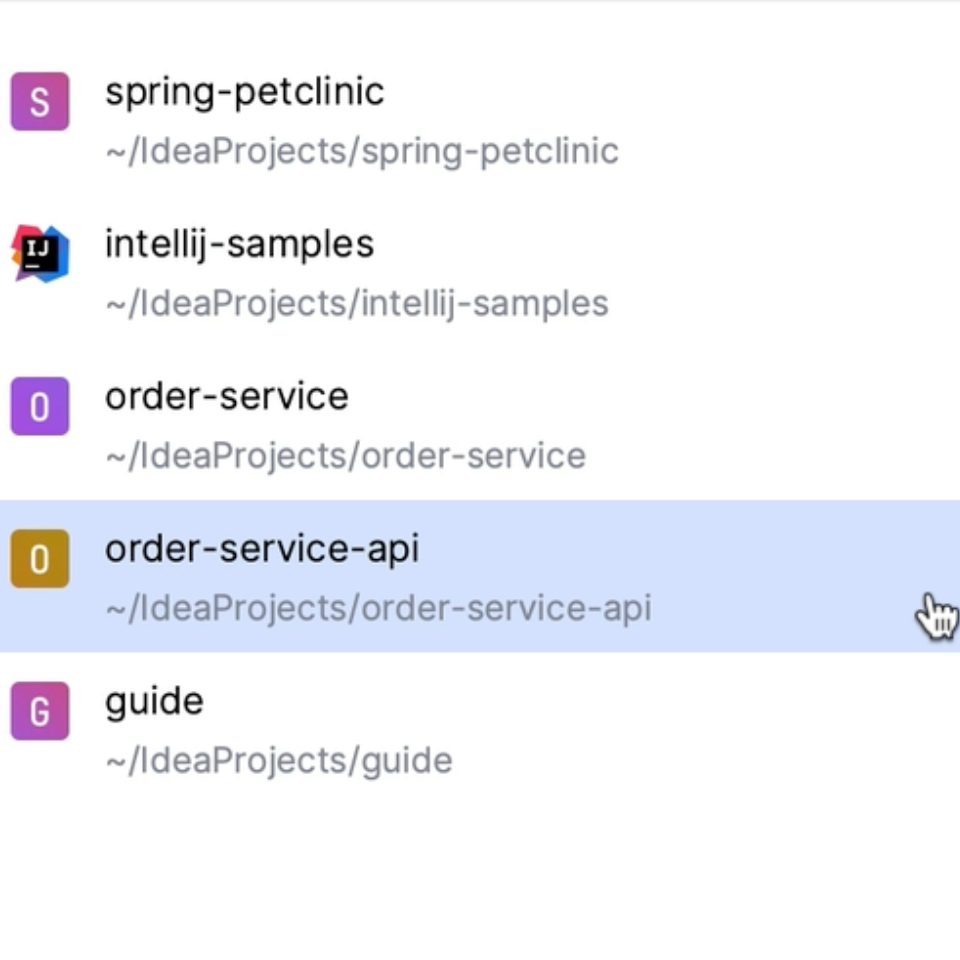 S
spring-petclinic
~/IdeaProjects/spring-petclinic
IJ
intellij-samples
~/IdeaProjects/intellij-samples
O
order-service
~/IdeaProjects/order-service
O
order-service-api
~/IdeaProjects/order-service-api
G
guide
~/IdeaProjects/guide